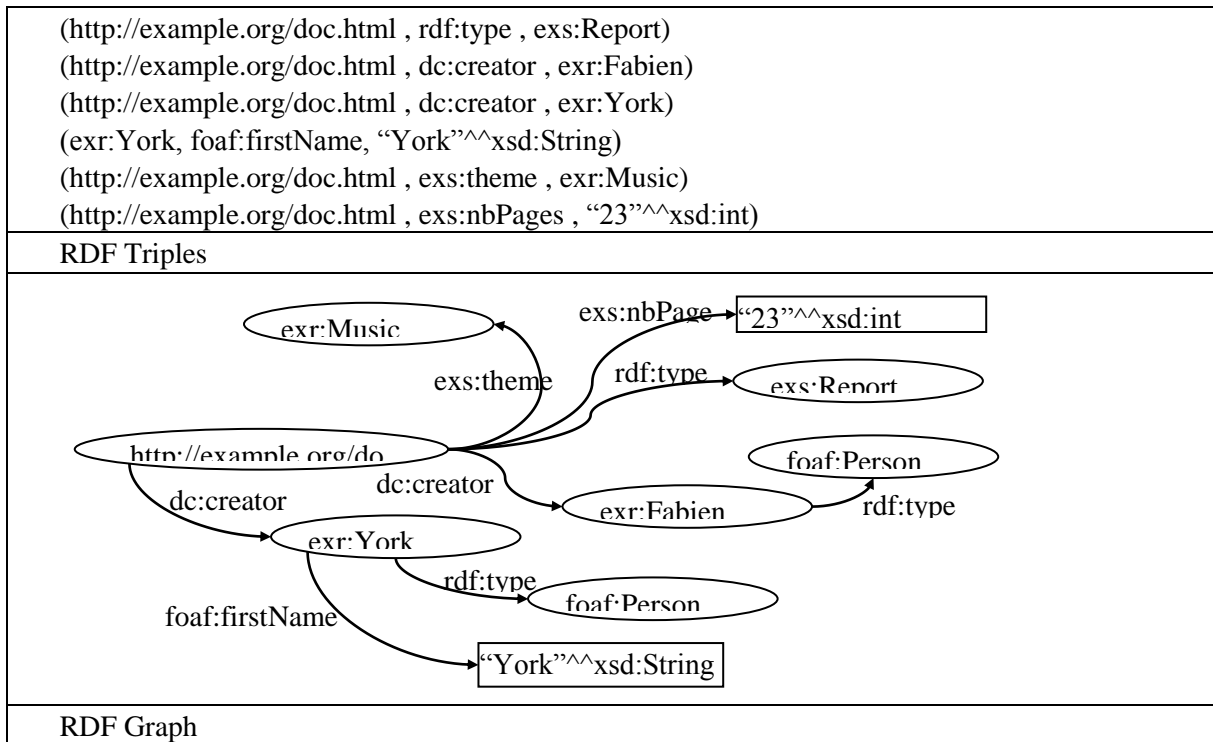 (http://example.org/doc.html , rdf:type , exs:Report)
(http://example.org/doc.html , dc:creator , exr:Fabien)
(http://example.org/doc.html , dc:creator , exr:York)
(exr:York, foaf:firstName, “York”^^xsd:String)
(http://example.org/doc.html , exs:theme , exr:Music)
(http://example.org/doc.html , exs:nbPages , “23”^^xsd:int)
RDF Triples
exr:Music
exs:nbPage
“23”^^xsd:int
exs:theme
rdf:type
exs:Report
http://example.org/do
foaf:Person
dc:creator
dc:creator
exr:Fabien
rdf:type
exr:York
rdf:type
foaf:Person
foaf:firstName
“York”^^xsd:String
RDF Graph